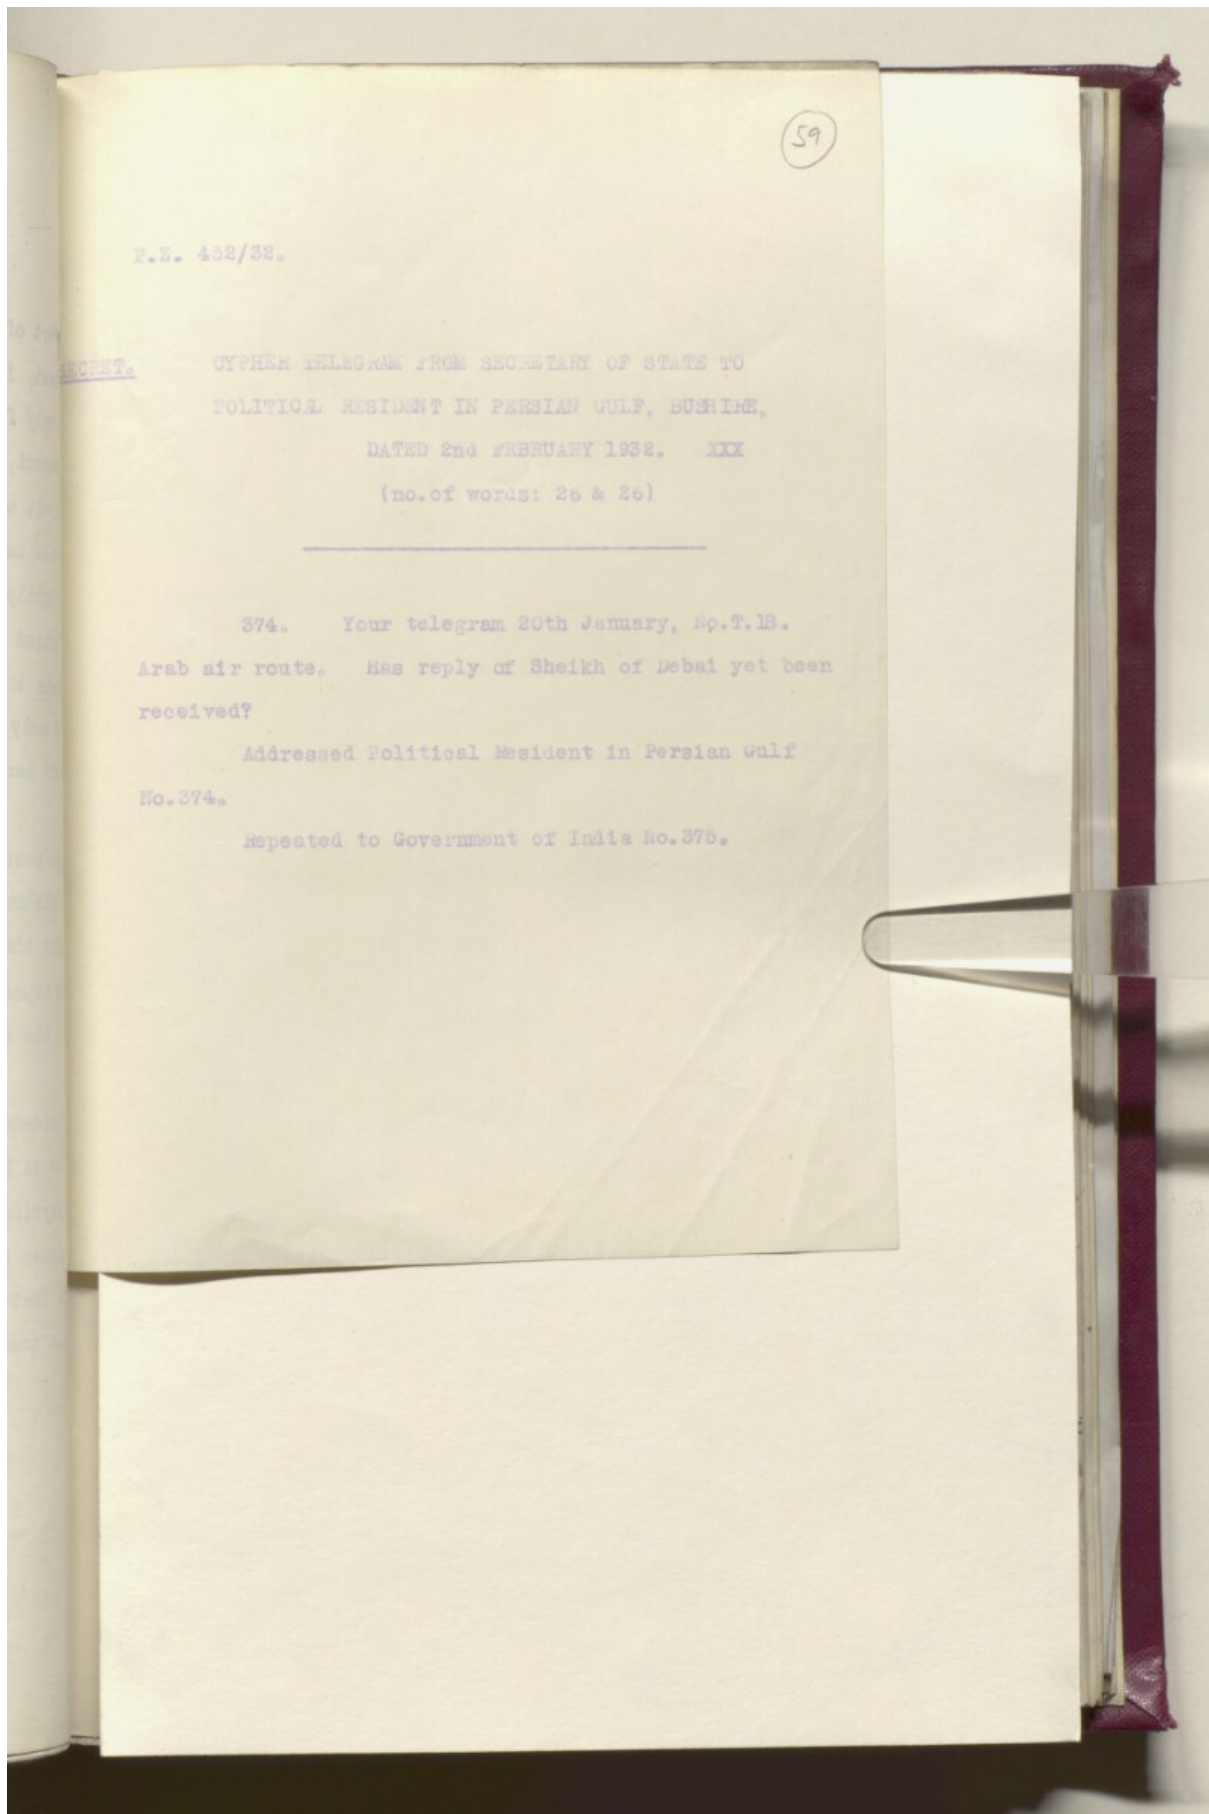 59
P.Z. 432/32.
SECRET. CYPHER TELEGRAM FROM SECRETARY OF STATE TO
POLITICAL RESIDENT IN PERSIAN GULF, BUSHIRE,
DATED 2nd FEBRUARY 1932. XXX
(no.of words: 26 & 26)
374. Your telegram 20th January, No.T.18.
Arab air route. Has reply of Sheikh of Debai yet been
received?
Addressed Political Resident in Persian Gulf
No.374.
Repeated to Government of India No.375.